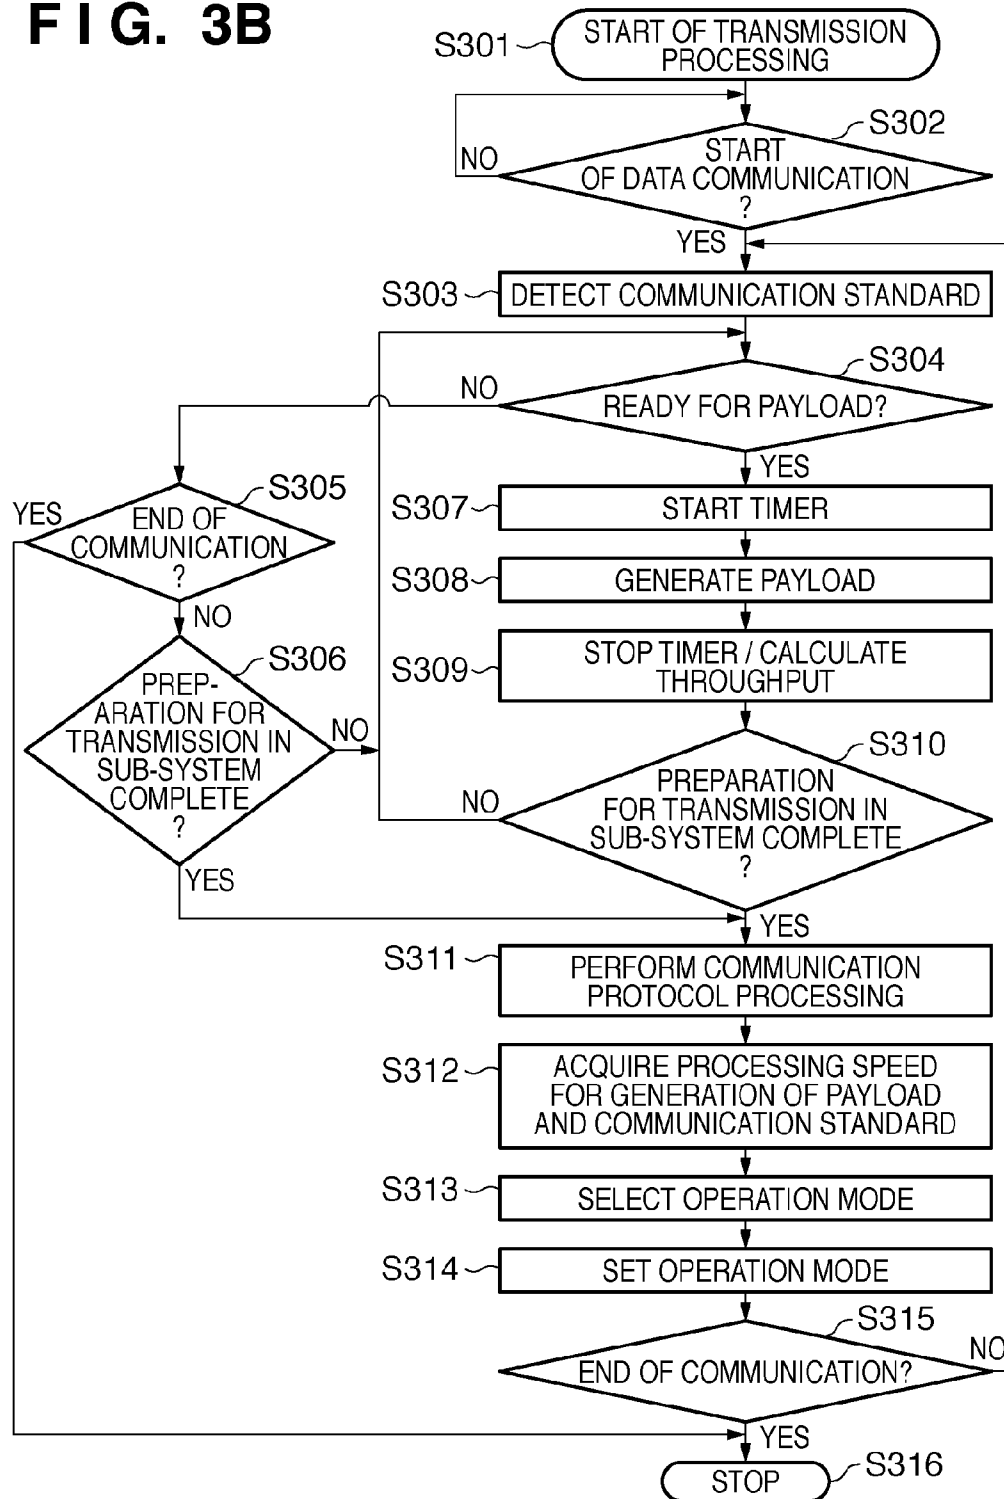 FIG. 3B
S301
START OF TRANSMISSION
PROCESSING
S302
NO
START
OF DATA COMMUNICATION
?
YES
S303
DETECT COMMUNICATION STANDARD
S304
NO
READY FOR PAYLOAD?
YES
S305
YES
END OF
COMMUNICATION
?
NO
S307
START TIMER
S308
GENERATE PAYLOAD
S306
PREP-
ARATION FOR
TRANSMISSION IN
SUB-SYSTEM
COMPLETE
?
NO
YES
S309
STOP TIMER / CALCULATE
THROUGHPUT
S310
NO
PREPARATION
FOR TRANSMISSION IN
SUB-SYSTEM COMPLETE
?
YES
S311
PERFORM COMMUNICATION
PROTOCOL PROCESSING
S312
ACQUIRE PROCESSING SPEED
FOR GENERATION OF PAYLOAD
AND COMMUNICATION STANDARD
S313
SELECT OPERATION MODE
S314
SET OPERATION MODE
S315
END OF COMMUNICATION?
NO
YES
STOP
S316